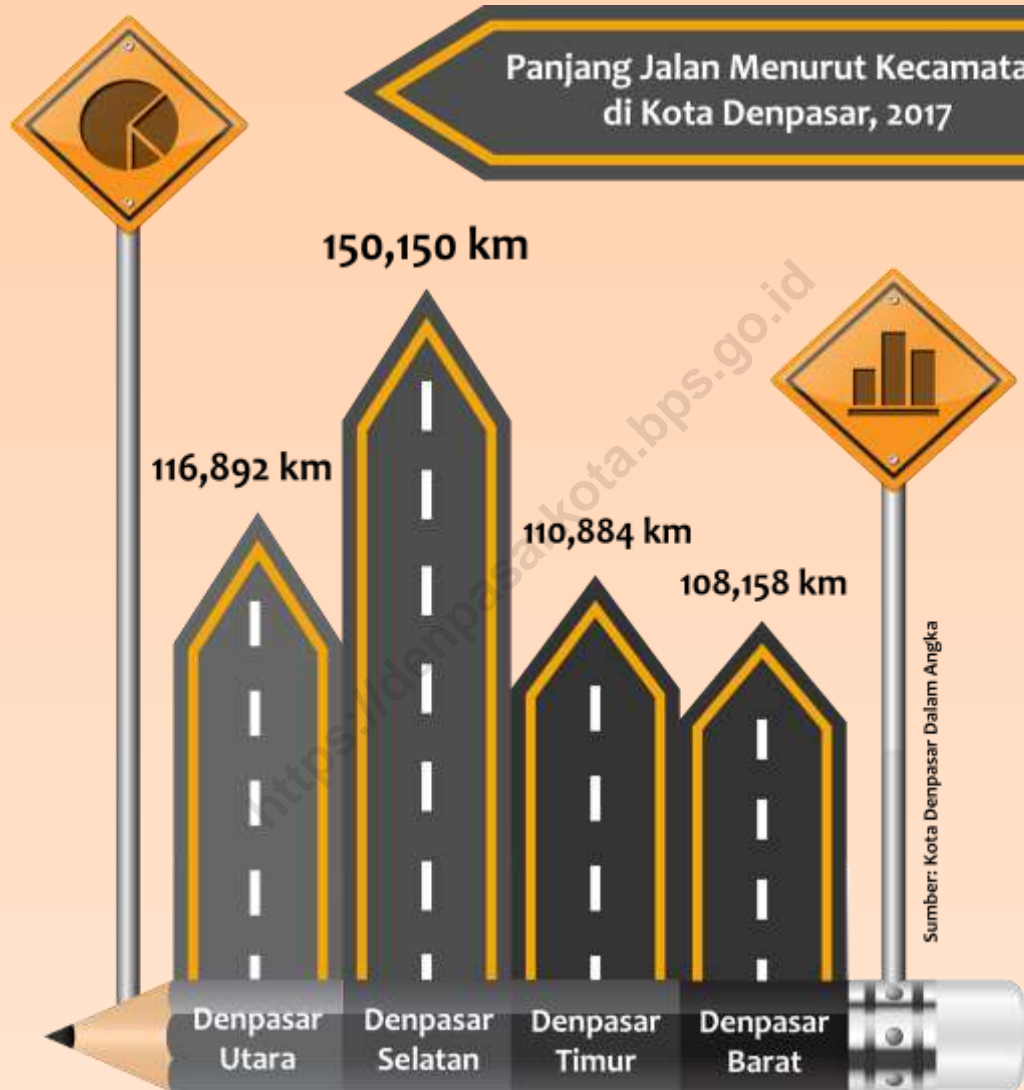 Panjang Jalan Menurut Kecamata
di Kota Denpasar, 2017
150,150 km
116,892 km
110,884 km
108,158 km
https://denpasarkota.bps.go.id
Sumber: Kota Denpasar Dalam Angka
Denpasar
Utara
Denpasar
Selatan
Denpasar
Timur
Denpasar
Barat